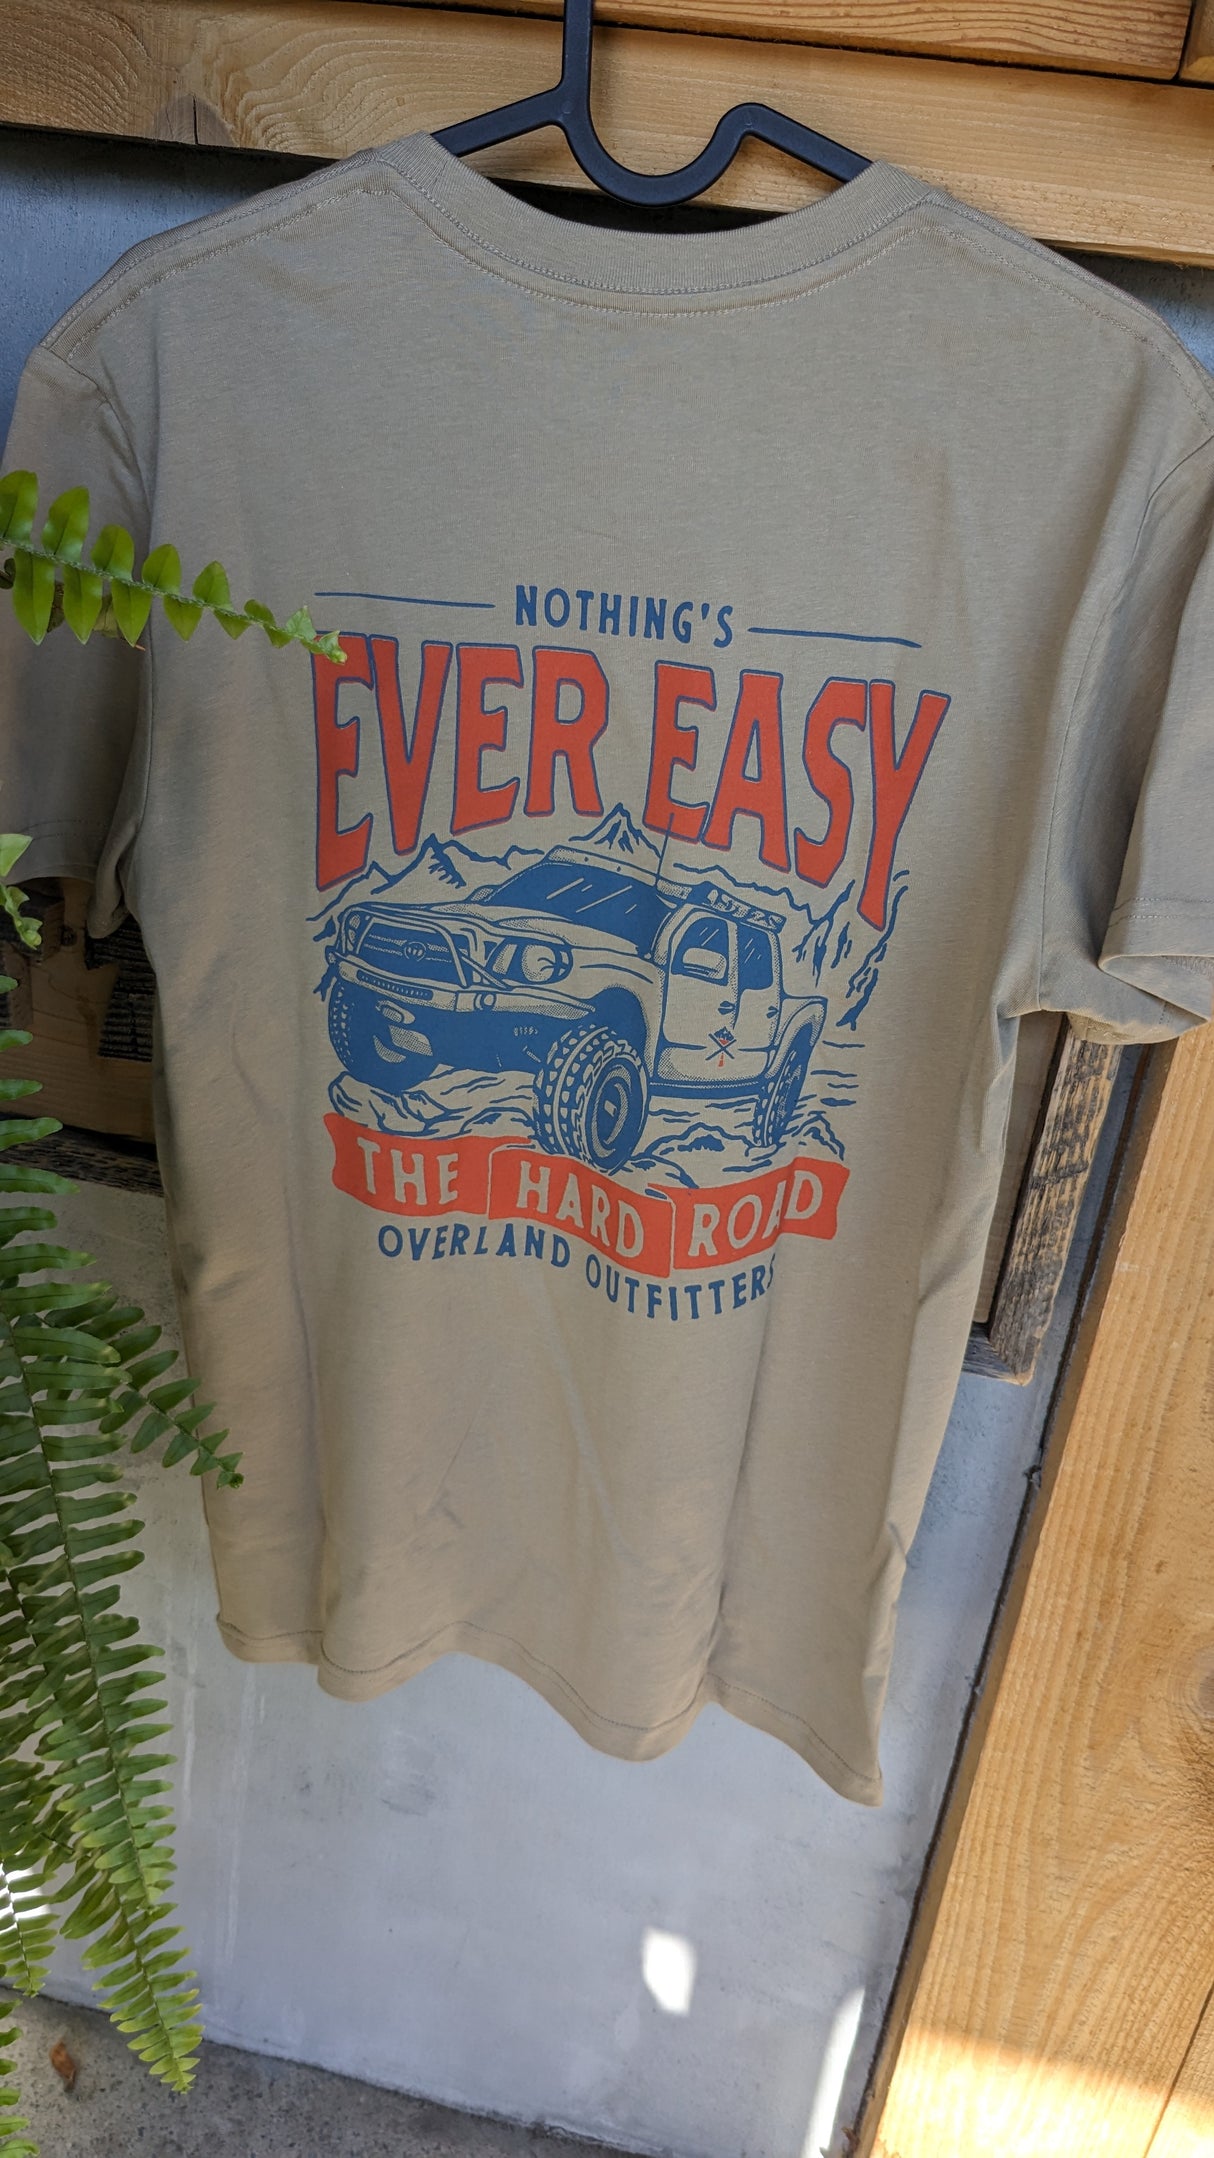 NOTHING'S
EVER EASY
THE HARD ROAD
OVERLAND OUTFITTERS